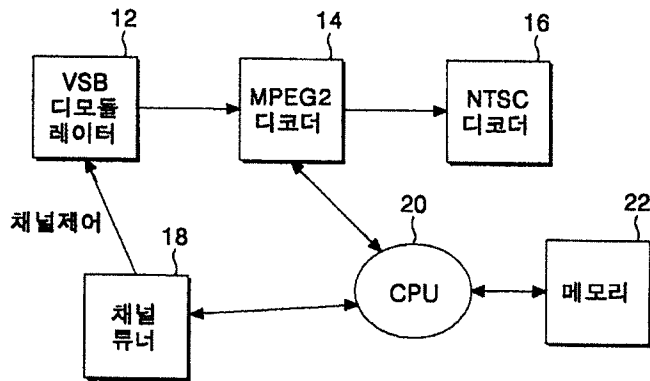 12
14
16
VSB
디모듈
레이터
MPEG2
디코더
NTSC
디코더
채널제어
18
20
22
채널
튜너
CPU
메모리